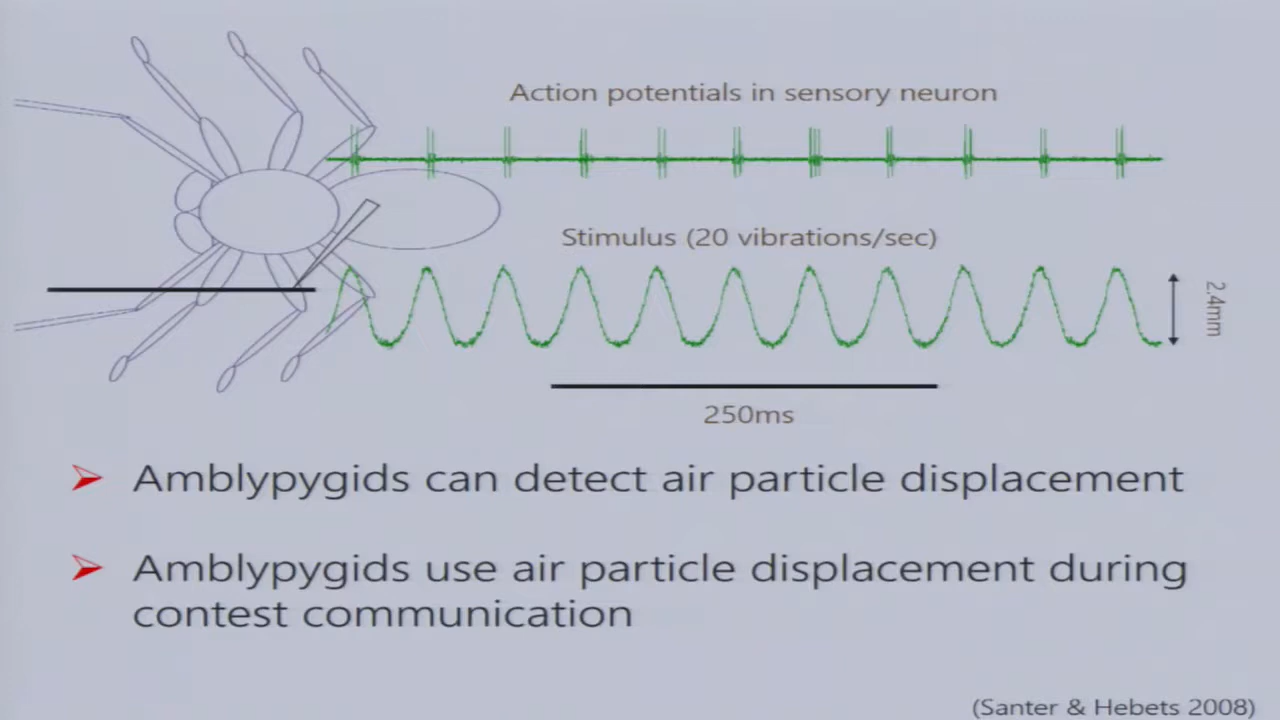 Action potentials in sensory neuron
Stimulus (20 vibrations/sec)
2.4mm
250ms
Amblypygids can detect air particle displacement
Amblypygids use air particle displacement during
contest communication
(Santer & Hebets 2008)